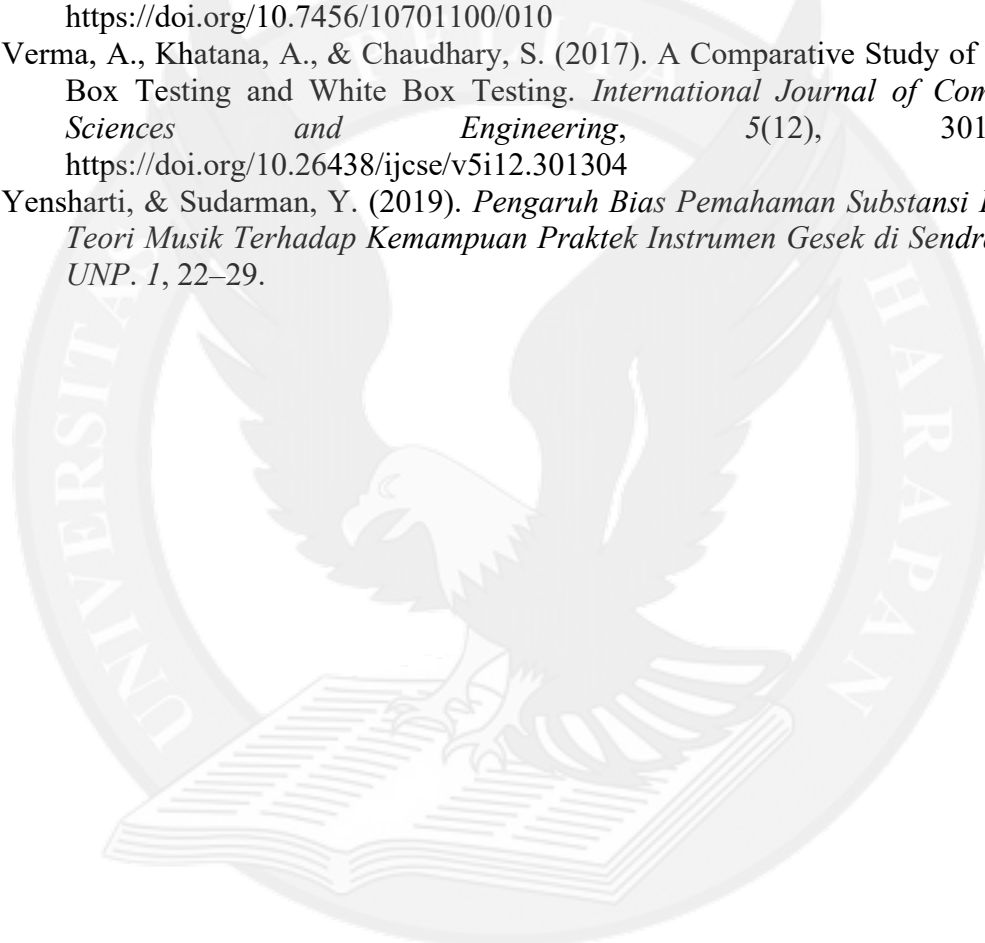 https://doi.org/10.7456/10701100/010
Verma, A., Khatana, A., & Chaudhary, S. (2017). A Comparative Study of
Box Testing and White Box Testing. International Journal of Com
Sciences and Engineering, 5(12), 301
https://doi.org/10.26438/ijcse/v5i12.301304
Yensharti, & Sudarman, Y. (2019). Pengaruh Bias Pemahaman Substansi
Teori Musik Terhadap Kemampuan Praktek Instrumen Gesek di Sendr
UNP. 1, 22–29.
UNIVERSITAS PELITA HARAPAN